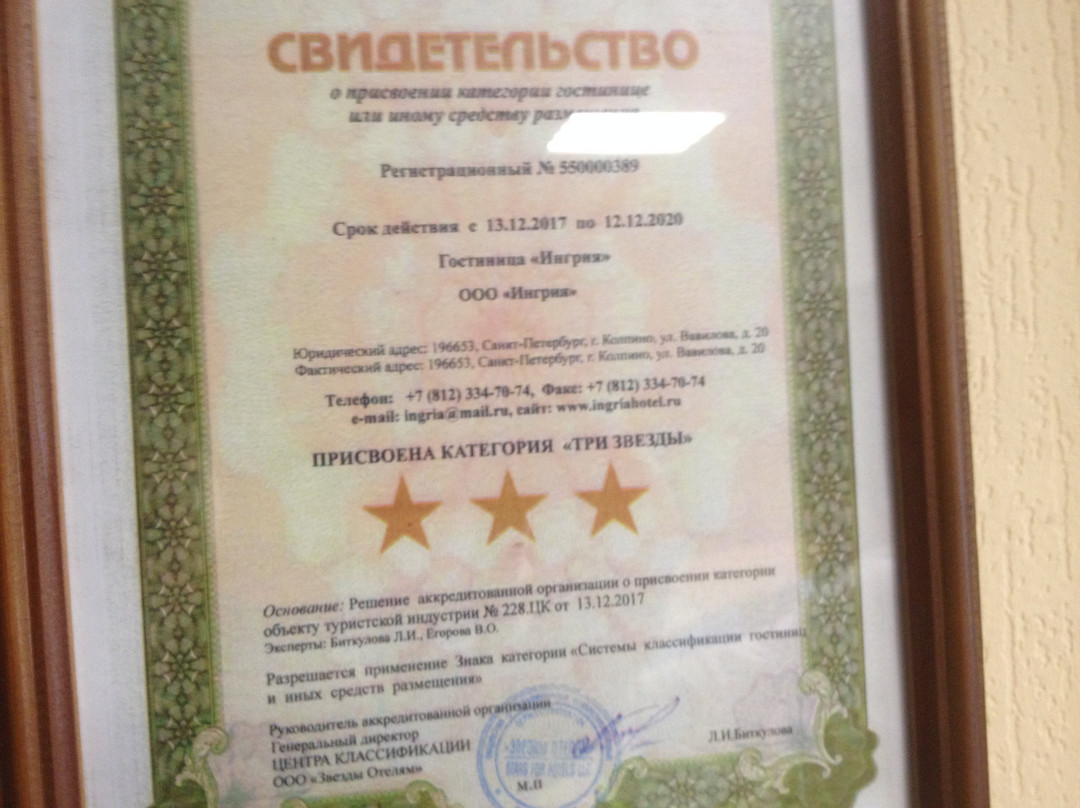 СВИДЕТЕЛЬСТВО
о присвоении категории гостинице
или иному средству
Регистрационный № 550000389
Срок действия с 13.12.2017 по 12.12.2020
Гостиница «Ингрия»
ООО «Ингрия»
Юридический адрес: 196653, Санкт-Петербург, г. Колпино, ул. Вавилова, д. 20
Фактический адрес: 196653, Санкт-Петербург, г. Колпино, ул. Вавилова, д. 20
Телефон: +7 (812) 334-70-74, Факс: +7 (812) 334-70-74
e-mail: ingria@mail.ru, сайт: www.ingriahotel.ru
ПРИСВОЕНА КАТЕГОРИЯ «ТРИ ЗВЕЗДЫ»
Основание: Решение аккредитованной организации о присвоении категории
объекту туристской индустрии № 228.ЦК от 13.12.2017
Эксперты: Биткулова Л.И., Егорова В.О.
Разрешается применение Знака категории «Системы классификации гостиниц
и иных средств размещения»
Руководитель аккредитованной организации
Генеральный директор
ЦЕНТРА КЛАССИФИКАЦИИ
ООО «Звезды Отелям»
Л.И.Биткулова
М.П